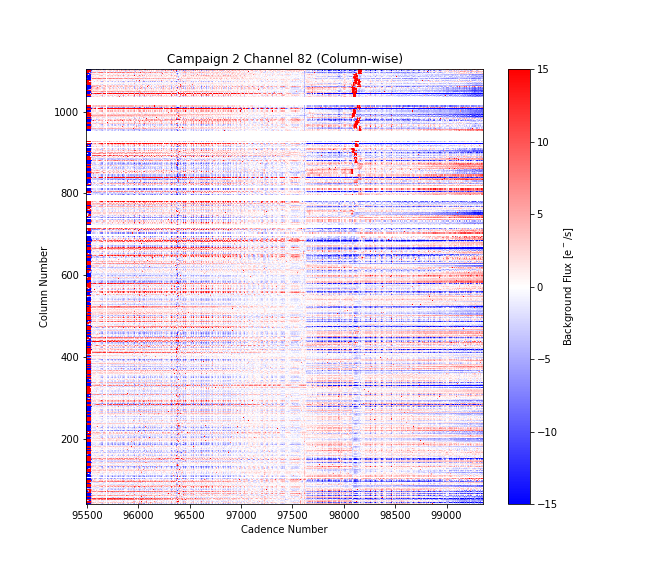 Campaign 2 Channel 82 (Column-wise)
1000
800
600
400
200
Column Number
95500 96000 96500 97000 97500 98000 98500 99000
Cadence Number
15
10
5
0
−5
−10
−15
Background Flux [e⁻/s]